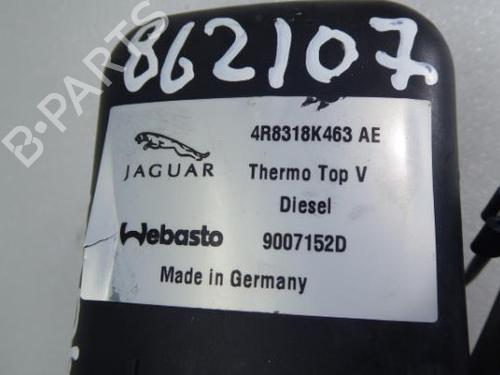 862107
4R8318K463 AE
JAGUAR
Thermo Top V
Diesel
Webasto
9007152D
Made in Germany
B-PARTS